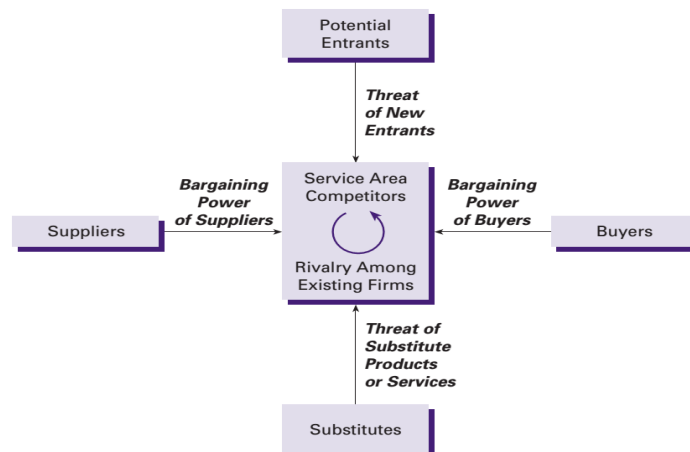 Potential
Entrants
Threat
of New
Entrants
Bargaining
Power
of Suppliers
Service Area
Competitors
Bargaining
Power
of Buyers
Suppliers
Buyers
Rivalry Among
Existing Firms
Threat of
Substitute
Products
or Services
Substitutes